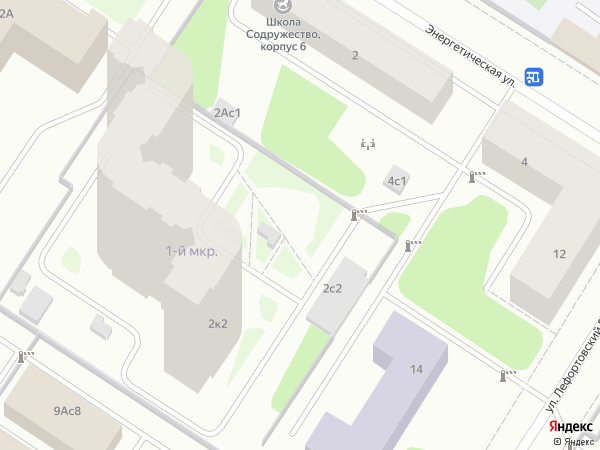 2А
Школа
Содружество,
корпус 6
2
Энергетическая ул.
2Ас1
4
4с1
12
1-й мкр.
2с2
2к2
14
9Ас8
ул. Лефортовский
Яндекс
© Яндекс